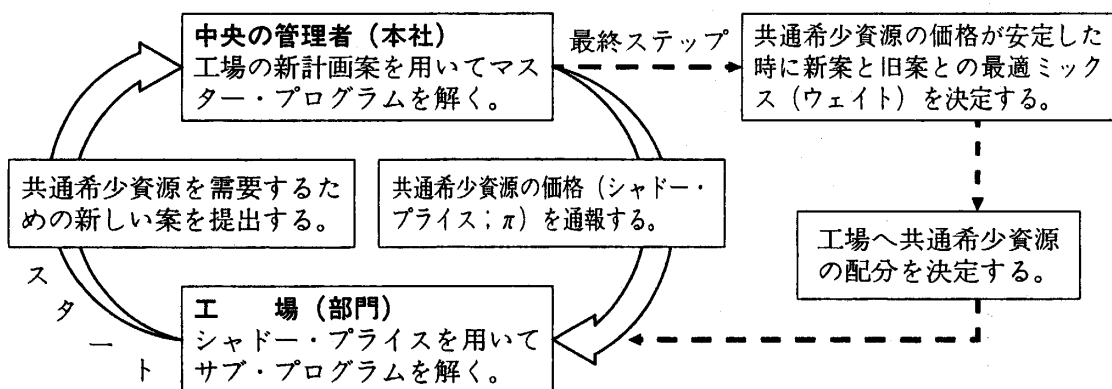 中央の管理者（本社）
工場の新計画案を用いてマス
ター・プログラムを解く。
最終ステップ
共通希少資源の価格が安定した
時に新案と旧案との最適ミック
ス（ウェイト）を決定する。
共通希少資源を需要するた
めの新しい案を提出する。
共通希少資源の価格（シャドー・
プライス；π）を通報する。
工場へ共通希少資源
の配分を決定する。
スタート
工　　場（部門）
シャドー・プライスを用いて
サブ・プログラムを解く。